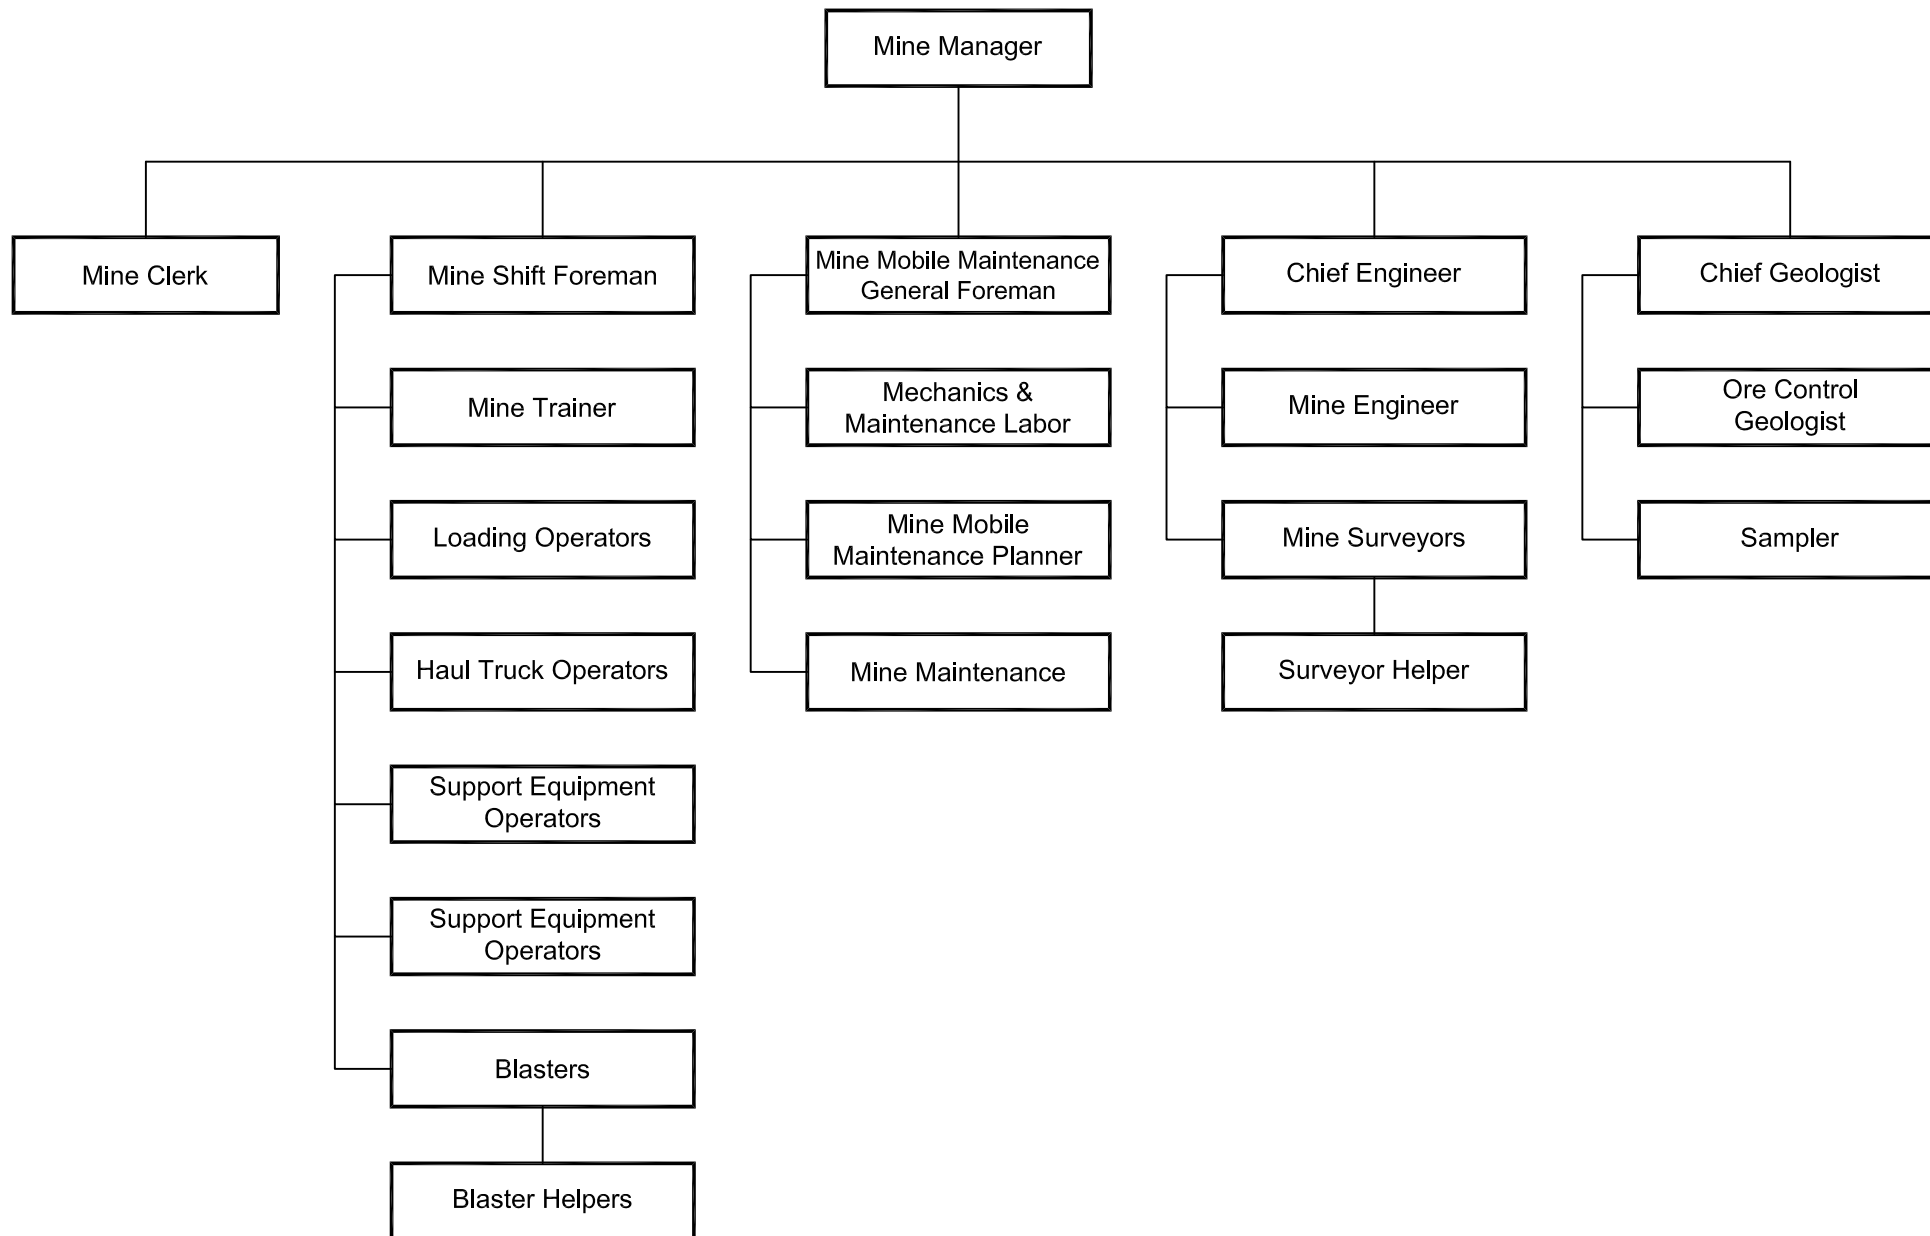 Mine Manager
Mine Clerk
Mine Shift Foreman
Mine Mobile Maintenance
General Foreman
Chief Engineer
Chief Geologist
Mine Trainer
Mechanics &
Maintenance Labor
Mine Engineer
Ore Control
Geologist
Loading Operators
Mine Mobile
Maintenance Planner
Mine Surveyors
Sampler
Haul Truck Operators
Mine Maintenance
Surveyor Helper
Support Equipment
Operators
Support Equipment
Operators
Blasters
Blaster Helpers